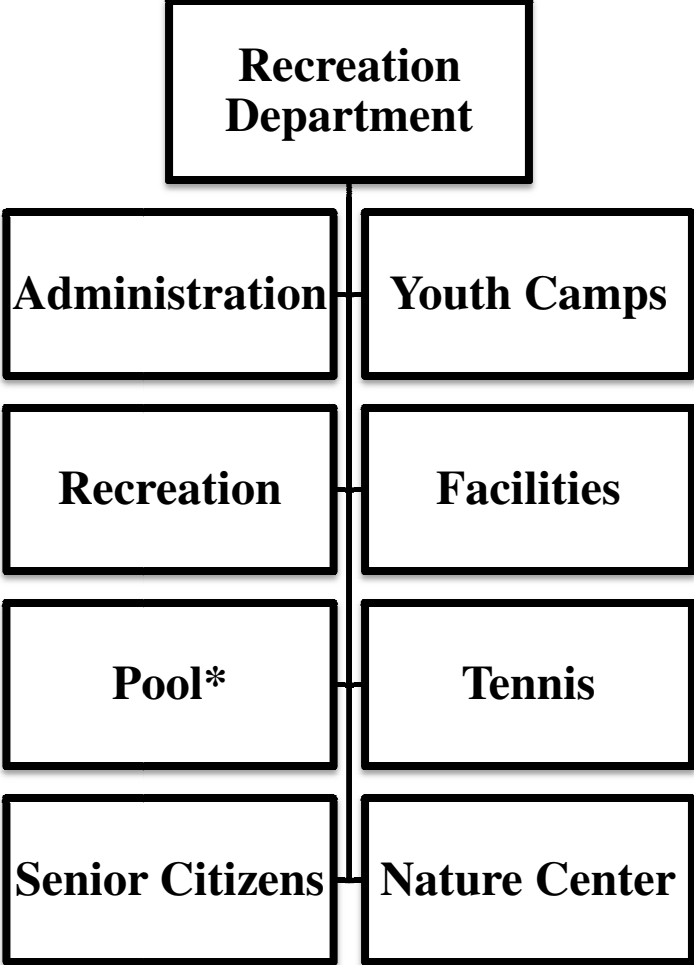 Recreation
Department
Administration
Youth Camps
Recreation
Facilities
Pool*
Tennis
Senior Citizens
Nature Center